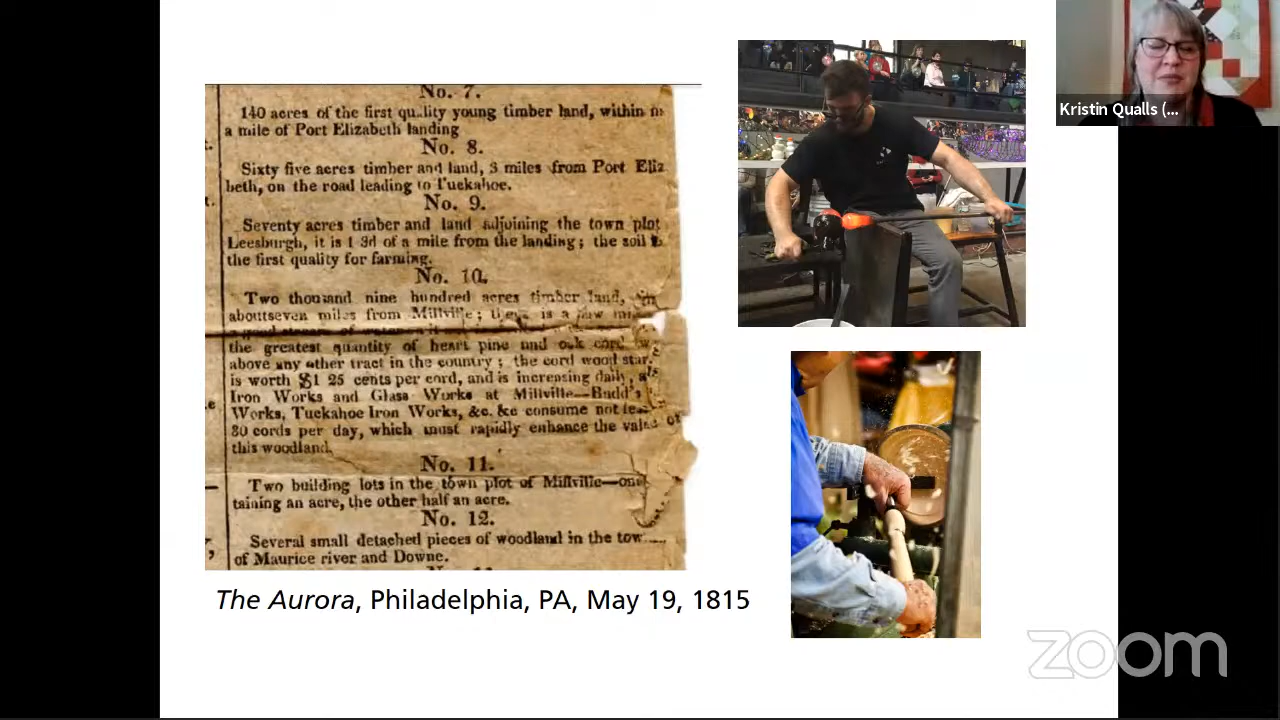 No. 7.
140 acres of the first quality young timber land, within
a mile of Port Elizabeth landing
No. 8.
Sixty five acres timber and land, 3 miles from Port Eliz
beth, on the road leading to Tuckahoe.
No. 9.
Seventy acres timber and land adjoining the town plot
Leesburgh, it is 1 3d of a mile from the landing; the soil
the first quality for farming.
No. 10.
Two thousand nine hundred acres timber land,
aboutseven miles from Millville; there is a saw
the greatest quantity of heart pine and oak cord
above any other tract in the country; the cord wood
is worth $1 25 cents per cord, and is increasing daily,
Iron Works and Glass Works at Millville—Budd's
Works, Tuckahoe Iron Works, &c. &c consume not
80 cords per day, which must rapidly enhance the
this woodland.
No. 11.
Two building lots in the town plot of Millville—
taining an acre, the other half an acre.
No. 12.
Several small detached pieces of woodland in the
of Maurice river and Downe.
The Aurora, Philadelphia, PA, May 19, 1815
Kristin Qualls (...
zoom